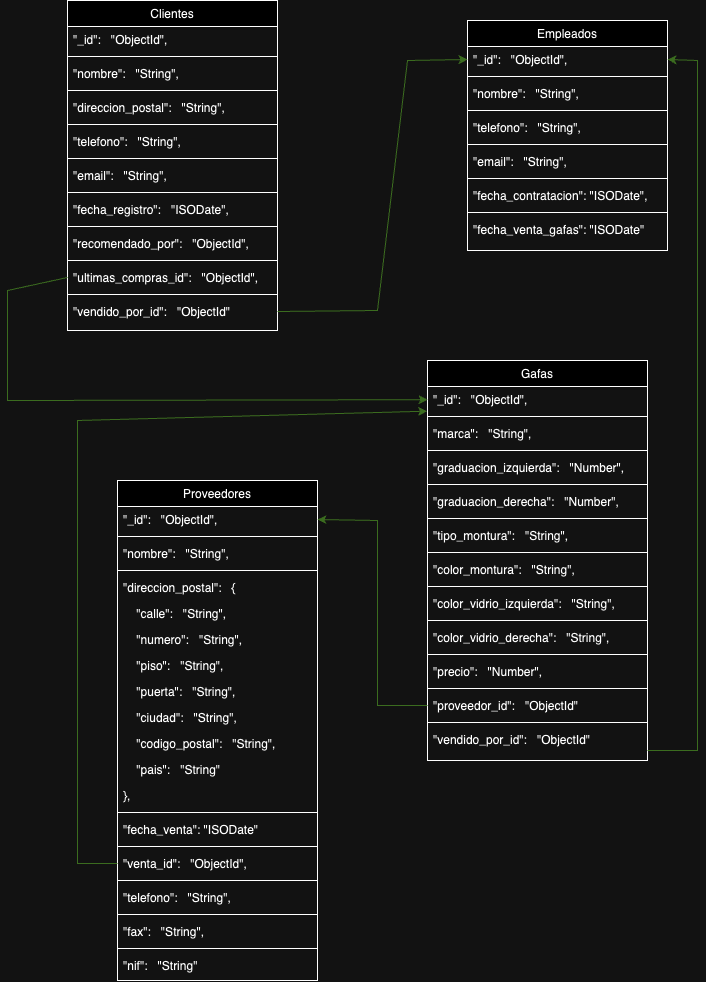 Clientes
"_id": "ObjectId",
"nombre": "String",
"direccion_postal": "String",
"telefono": "String",
"email": "String",
"fecha_registro": "ISODate",
"recomendado_por": "ObjectId",
"ultimas_compras_id": "ObjectId",
"vendido_por_id": "ObjectId"
Empleados
"_id": "ObjectId",
"nombre": "String",
"telefono": "String",
"email": "String",
"fecha_contratacion": "ISODate",
"fecha_venta_gafas": "ISODate"
Gafas
"_id": "ObjectId",
"marca": "String",
"graduacion_izquierda": "Number",
"graduacion_derecha": "Number",
"tipo_montura": "String",
"color_montura": "String",
"color_vidrio_izquierda": "String",
"color_vidrio_derecha": "String",
"precio": "Number",
"proveedor_id": "ObjectId"
"vendido_por_id": "ObjectId"
Proveedores
"_id": "ObjectId",
"nombre": "String",
"direccion_postal": {
"calle": "String",
"numero": "String",
"piso": "String",
"puerta": "String",
"ciudad": "String",
"codigo_postal": "String",
"pais": "String"
},
"fecha_venta": "ISODate"
"venta_id": "ObjectId",
"telefono": "String",
"fax": "String",
"nif": "String"